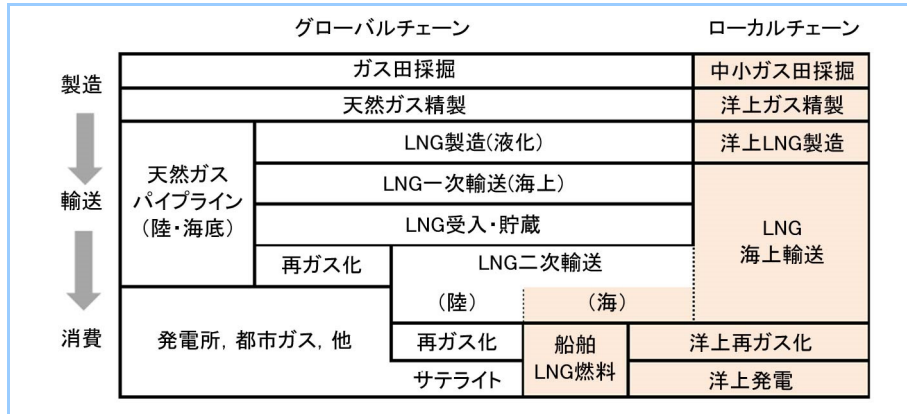 グローバルチェーン
ローカルチェーン
製造
ガス田採掘
中小ガス田採掘
天然ガス精製
洋上ガス精製
LNG製造(液化)
洋上LNG製造
天然ガス
パイプライン
(陸・海底)
輸送
LNG一次輸送(海上)
LNG受入・貯蔵
LNG
海上輸送
再ガス化
LNG二次輸送
(陸)
(海)
消費
発電所, 都市ガス, 他
再ガス化
船舶
LNG燃料
洋上再ガス化
サテライト
洋上発電